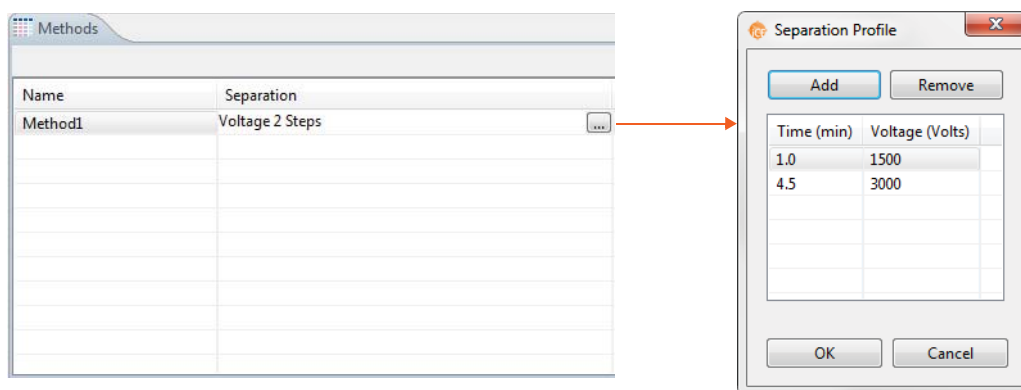 Methods
Name Separation
Method1 Voltage 2 Steps ...
Separation Profile
Add Remove
Time (min) Voltage (Volts)
1.0 1500
4.5 3000
OK Cancel